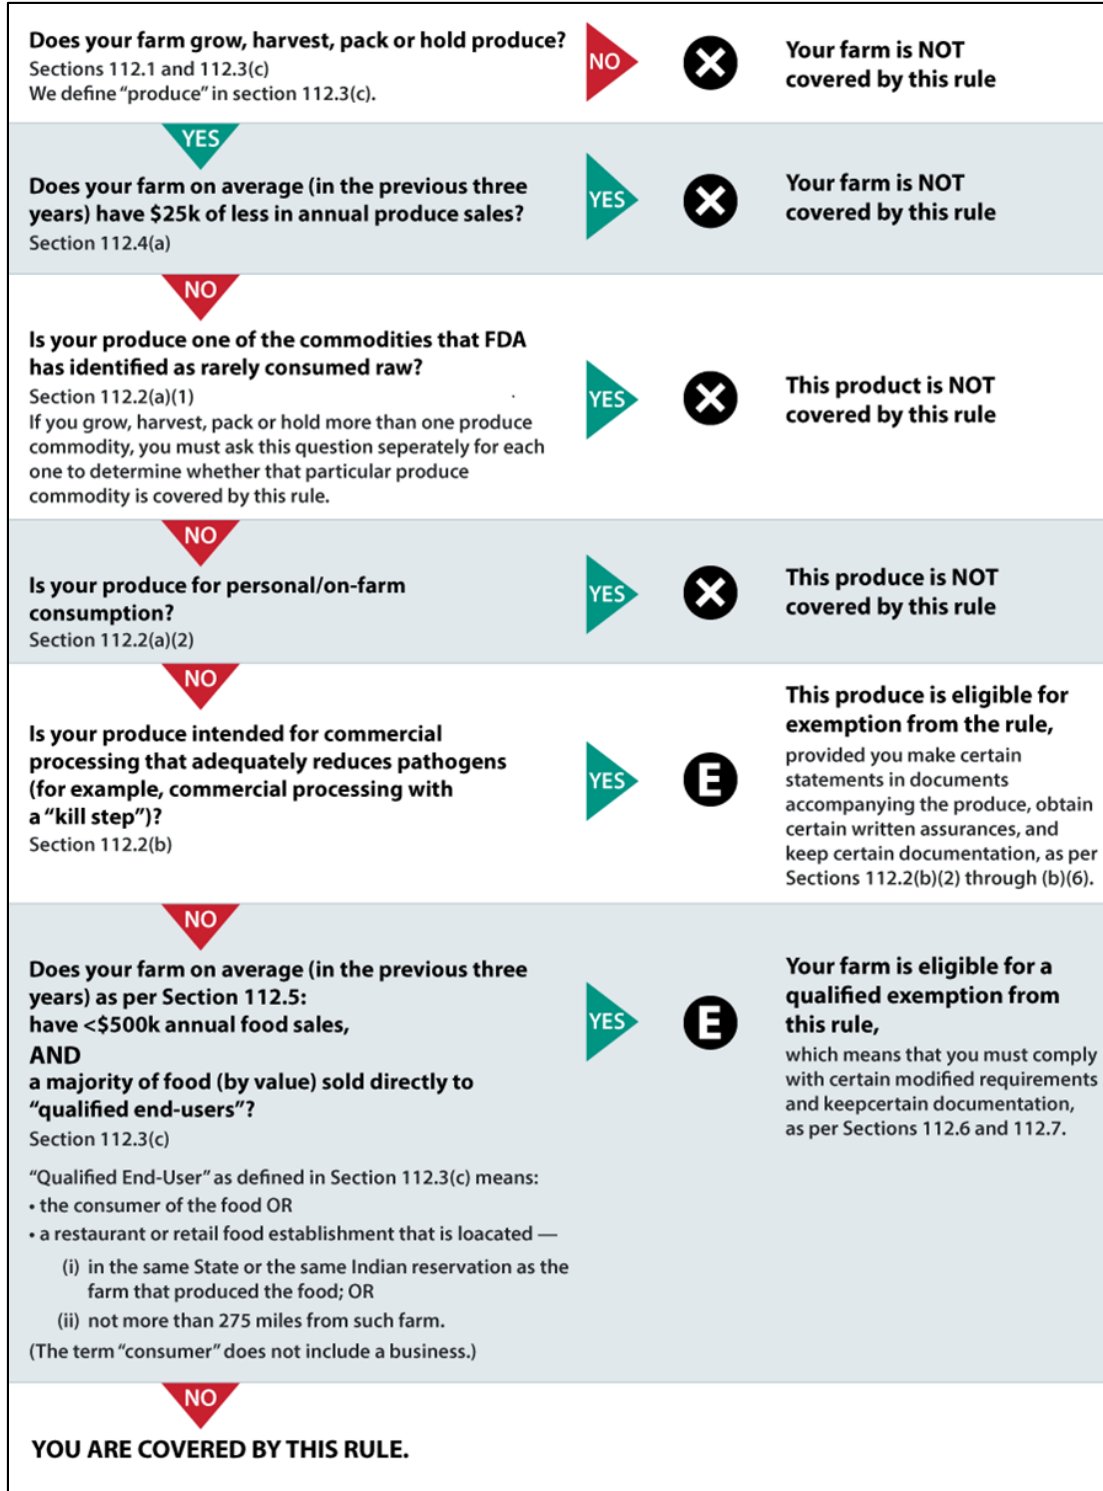 Does your farm grow, harvest, pack or hold produce?
Sections 112.1 and 112.3(c)
We define “produce” in section 112.3(c).
NO
Your farm is NOT
covered by this rule
YES
Does your farm on average (in the previous three
years) have $25k of less in annual produce sales?
Section 112.4(a)
YES
Your farm is NOT
covered by this rule
NO
Is your produce one of the commodities that FDA
has identified as rarely consumed raw?
Section 112.2(a)(1)
If you grow, harvest, pack or hold more than one produce
commodity, you must ask this question seperately for each
one to determine whether that particular produce
commodity is covered by this rule.
YES
This product is NOT
covered by this rule
NO
Is your produce for personal/on-farm
consumption?
Section 112.2(a)(2)
YES
This produce is NOT
covered by this rule
NO
Is your produce intended for commercial
processing that adequately reduces pathogens
(for example, commercial processing with
a “kill step”)?
Section 112.2(b)
YES
E
This produce is eligible for
exemption from the rule,
provided you make certain
statements in documents
accompanying the produce, obtain
certain written assurances, and
keep certain documentation, as per
Sections 112.2(b)(2) through (b)(6).
NO
Does your farm on average (in the previous three
years) as per Section 112.5:
have <$500k annual food sales,
AND
a majority of food (by value) sold directly to
“qualified end-users”?
Section 112.3(c)
“Qualified End-User” as defined in Section 112.3(c) means:
• the consumer of the food OR
• a restaurant or retail food establishment that is loacated —
(i) in the same State or the same Indian reservation as the
farm that produced the food; OR
(ii) not more than 275 miles from such farm.
(The term “consumer” does not include a business.)
YES
E
Your farm is eligible for a
qualified exemption from
this rule,
which means that you must comply
with certain modified requirements
and keepcertain documentation,
as per Sections 112.6 and 112.7.
NO
YOU ARE COVERED BY THIS RULE.